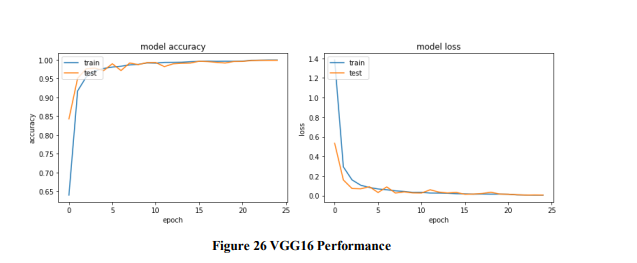 model accuracy
1.00
0.95
0.90
0.85
0.80
0.75
0.70
0.65
accuracy
train
test
0
5
10
15
20
25
epoch
model loss
1.4
1.2
1.0
0.8
0.6
0.4
0.2
0.0
loss
train
test
0
5
10
15
20
25
epoch
Figure 26 VGG16 Performance